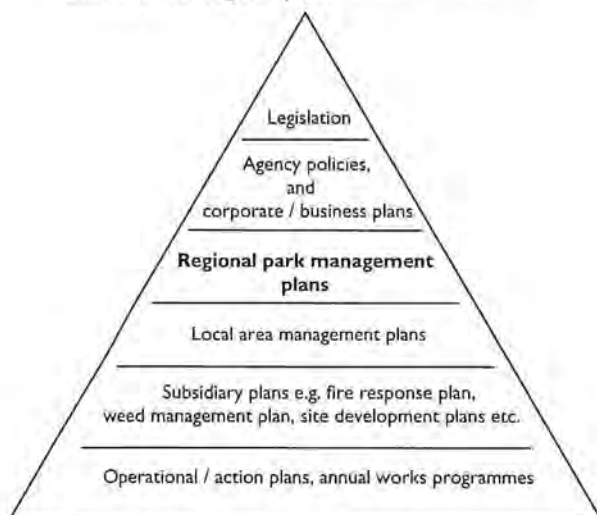 Legislation
Agency policies,
and
corporate / business plans
Regional park management
plans
Local area management plans
Subsidiary plans e.g. fire response plan,
weed management plan, site development plans etc.
Operational / action plans, annual works programmes